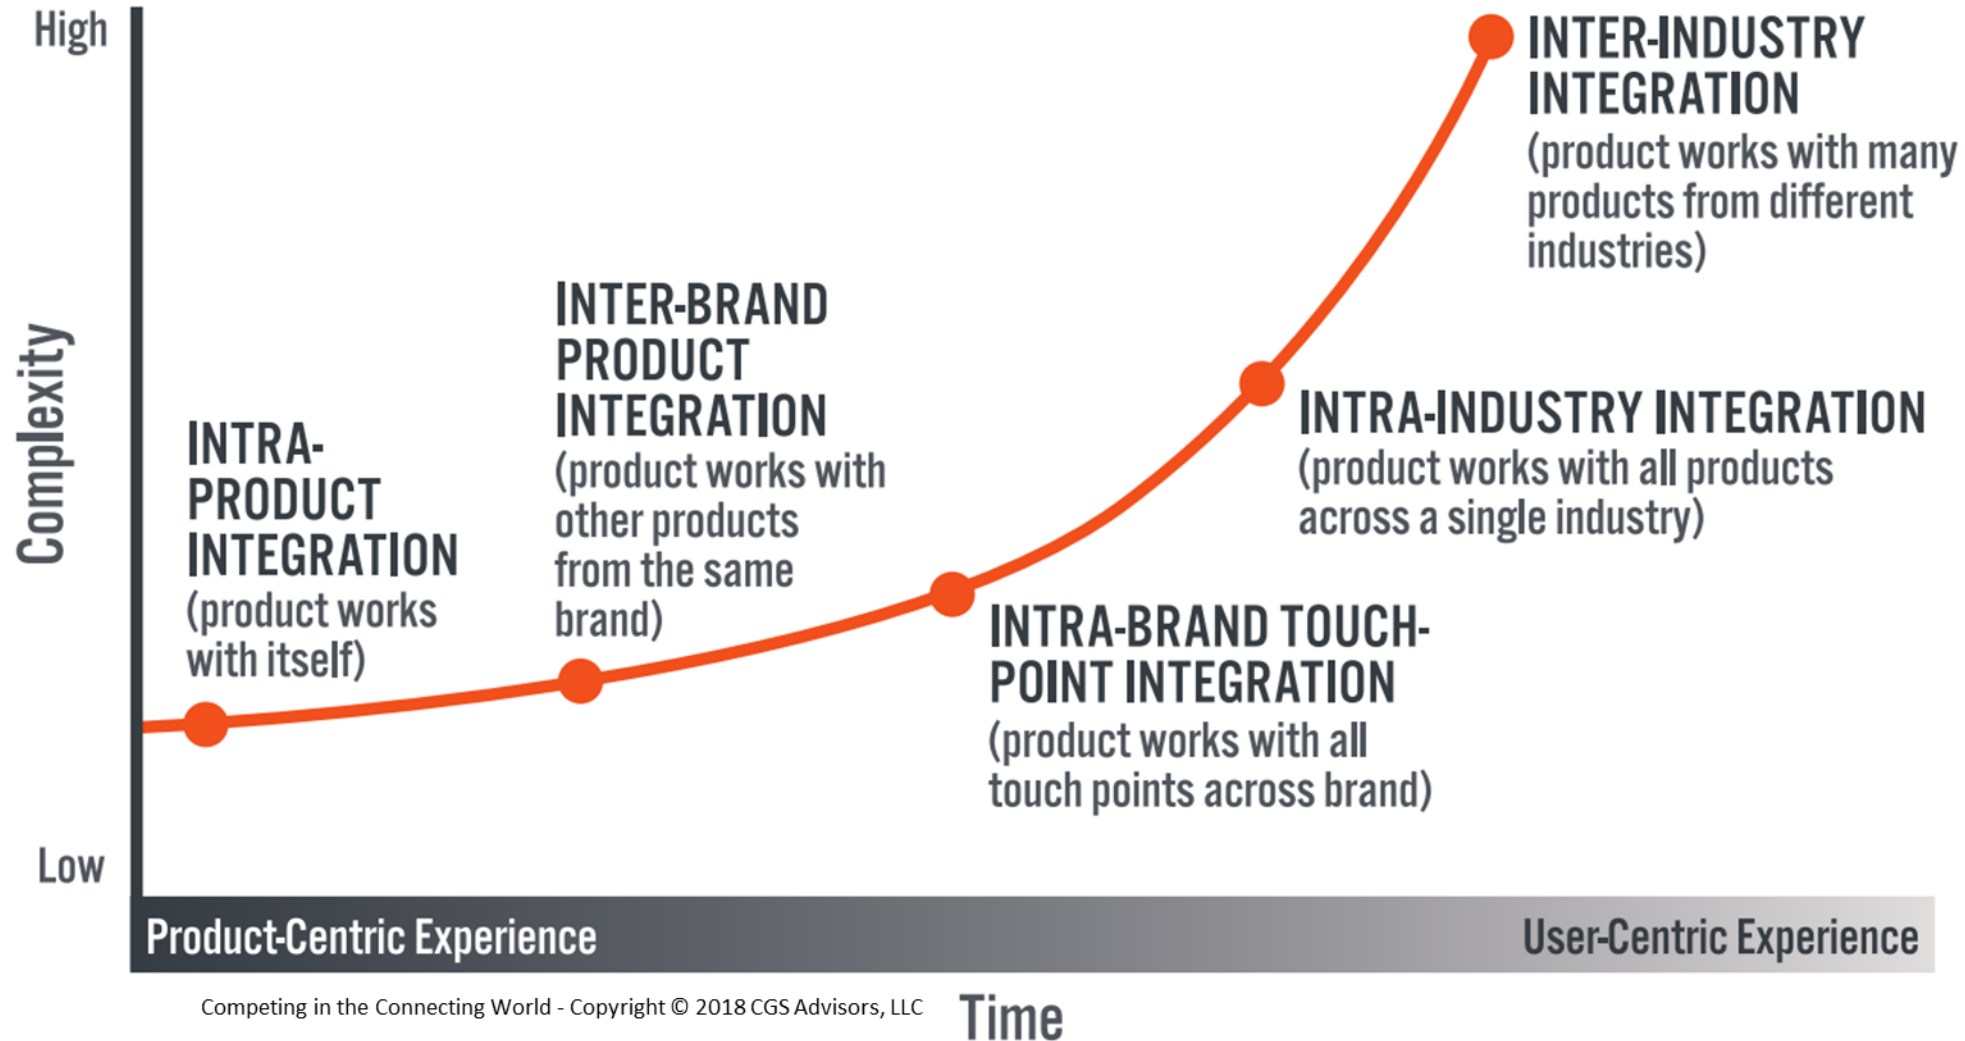 High
Complexity
Low
INTRA-
PRODUCT
INTEGRATION
(product works
with itself)
INTER-BRAND
PRODUCT
INTEGRATION
(product works with
other products
from the same
brand)
INTRA-BRAND TOUCH-
POINT INTEGRATION
(product works with all
touch points across brand)
INTRA-INDUSTRY INTEGRATION
(product works with all products
across a single industry)
INTER-INDUSTRY
INTEGRATION
(product works with many
products from different
industries)
Product-Centric Experience
User-Centric Experience
Competing in the Connecting World - Copyright © 2018 CGS Advisors, LLC
Time